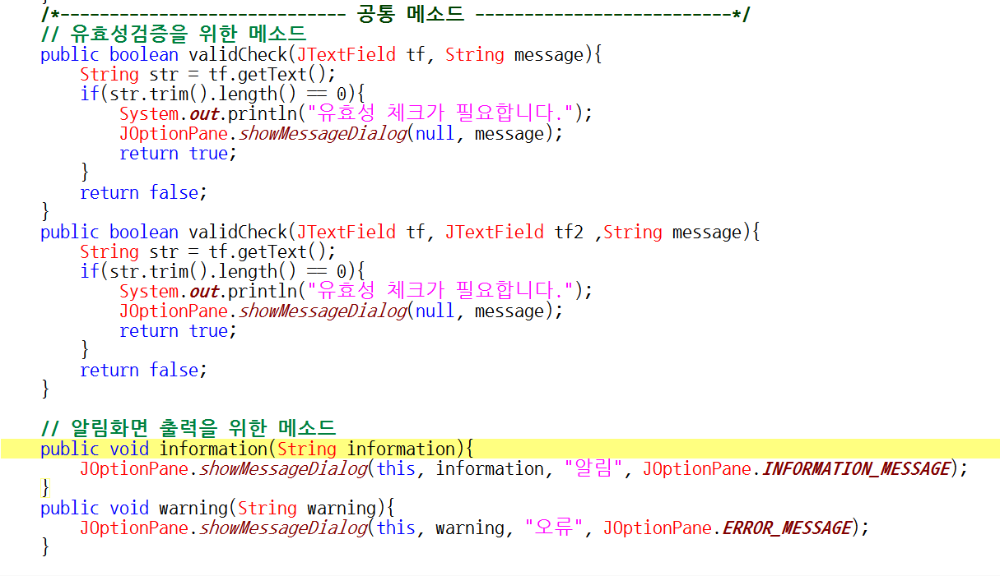 /*----------------------------- 공통 메소드 --------------------------*/
// 유효성검증을 위한 메소드
public boolean validCheck(JTextField tf, String message){
    String str = tf.getText();
    if(str.trim().length() == 0){
        System.out.println("유효성 체크가 필요합니다.");
        JOptionPane.showMessageDialog(null, message);
        return true;
    }
    return false;
}
public boolean validCheck(JTextField tf, JTextField tf2 ,String message){
    String str = tf.getText();
    if(str.trim().length() == 0){
        System.out.println("유효성 체크가 필요합니다.");
        JOptionPane.showMessageDialog(null, message);
        return true;
    }
    return false;
}

// 알림화면 출력을 위한 메소드
public void information(String information){
    JOptionPane.showMessageDialog(this, information, "알림", JOptionPane.INFORMATION_MESSAGE);
}
public void warning(String warning){
    JOptionPane.showMessageDialog(this, warning, "오류", JOptionPane.ERROR_MESSAGE);
}